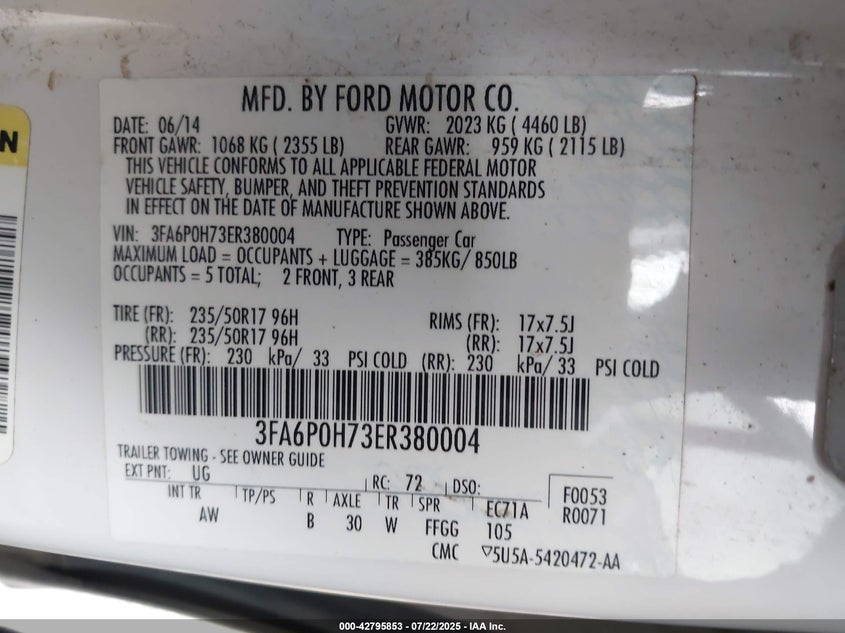 MFD. BY FORD MOTOR CO.
DATE: 06/14 GVWR: 2023 KG ( 4460 LB)
FRONT GAWR: 1068 KG ( 2355 LB) REAR GAWR: 959 KG ( 2115 LB)
THIS VEHICLE CONFORMS TO ALL APPLICABLE FEDERAL MOTOR
VEHICLE SAFETY, BUMPER, AND THEFT PREVENTION STANDARDS
IN EFFECT ON THE DATE OF MANUFACTURE SHOWN ABOVE.
VIN: 3FA6P0H73ER380004 TYPE: Passenger Car
MAXIMUM LOAD = OCCUPANTS + LUGGAGE = 385KG/ 850LB
OCCUPANTS = 5 TOTAL; 2 FRONT, 3 REAR
TIRE (FR): 235/50R17 96H RIMS (FR): 17x7.5J
(RR): 235/50R17 96H (RR): 17x7.5J
PRESSURE (FR): 230 kPa/ 33 PSI COLD (RR): 230 kPa/ 33 PSI COLD
3FA6P0H73ER380004
TRAILER TOWING - SEE OWNER GUIDE
EXT PNT: UG RC: 72 DSO: F0053
INT TR TP/PS R AXLE TR SPR EC71A R0071
AW B 30 W FFGG 105
CMC ▽5U5A-5420472-AA
000-42795853 / 07/22/2025 - IAA Inc.